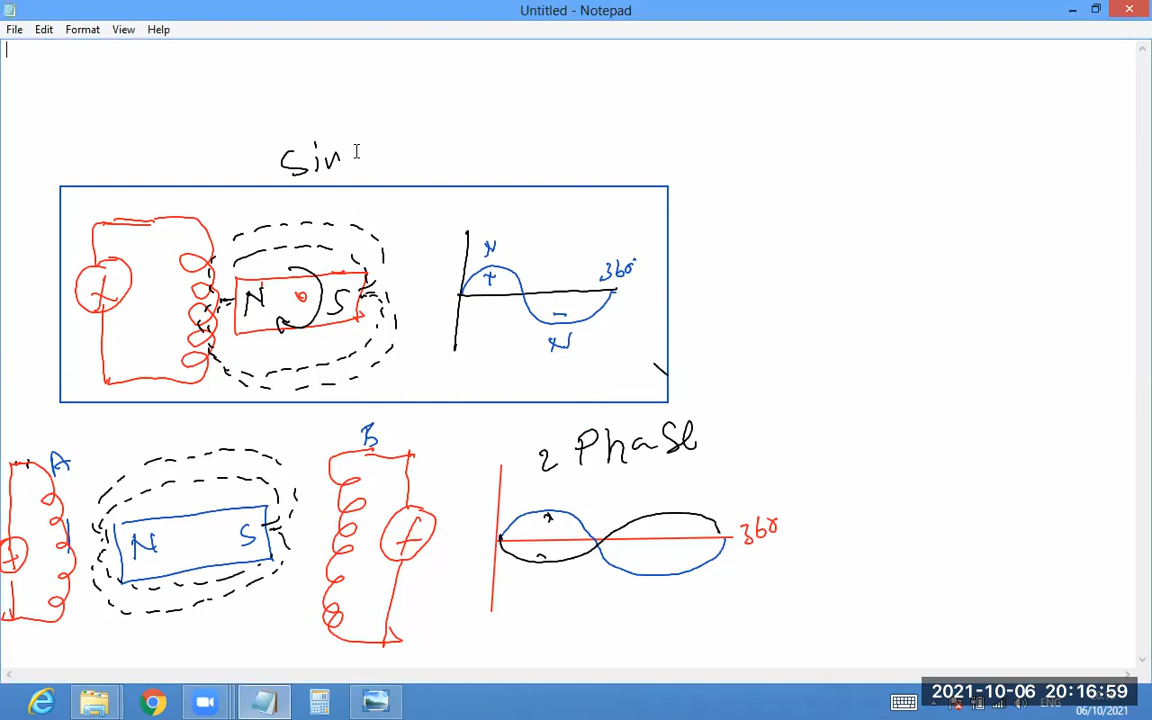 Untitled - Notepad
File Edit Format View Help
Sin
N
+
360°
N S
-
N
B
2 Phase
A
+
360°
N S
-
ENG
2021-10-06 20:16:59
06/10/2021